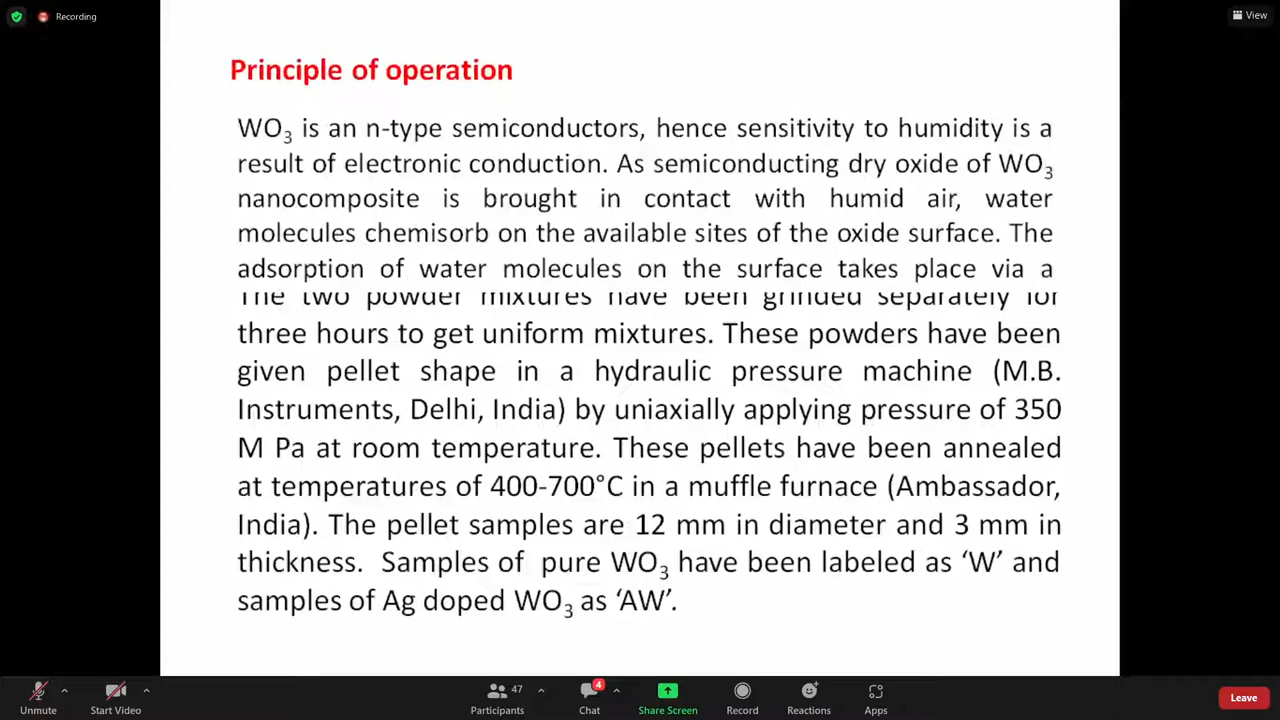 Recording
View
Principle of operation
WO3 is an n-type semiconductors, hence sensitivity to humidity is a
result of electronic conduction. As semiconducting dry oxide of WO3
nanocomposite is brought in contact with humid air, water
molecules chemisorb on the available sites of the oxide surface. The
adsorption of water molecules on the surface takes place via a
The two powder mixtures have been grinded separately for
three hours to get uniform mixtures. These powders have been
given pellet shape in a hydraulic pressure machine (M.B.
Instruments, Delhi, India) by uniaxially applying pressure of 350
M Pa at room temperature. These pellets have been annealed
at temperatures of 400-700°C in a muffle furnace (Ambassador,
India). The pellet samples are 12 mm in diameter and 3 mm in
thickness. Samples of pure WO3 have been labeled as ‘W’ and
samples of Ag doped WO3 as ‘AW’.
47
4
Unmute
Start Video
Participants
Chat
Share Screen
Record
Reactions
Apps
Leave